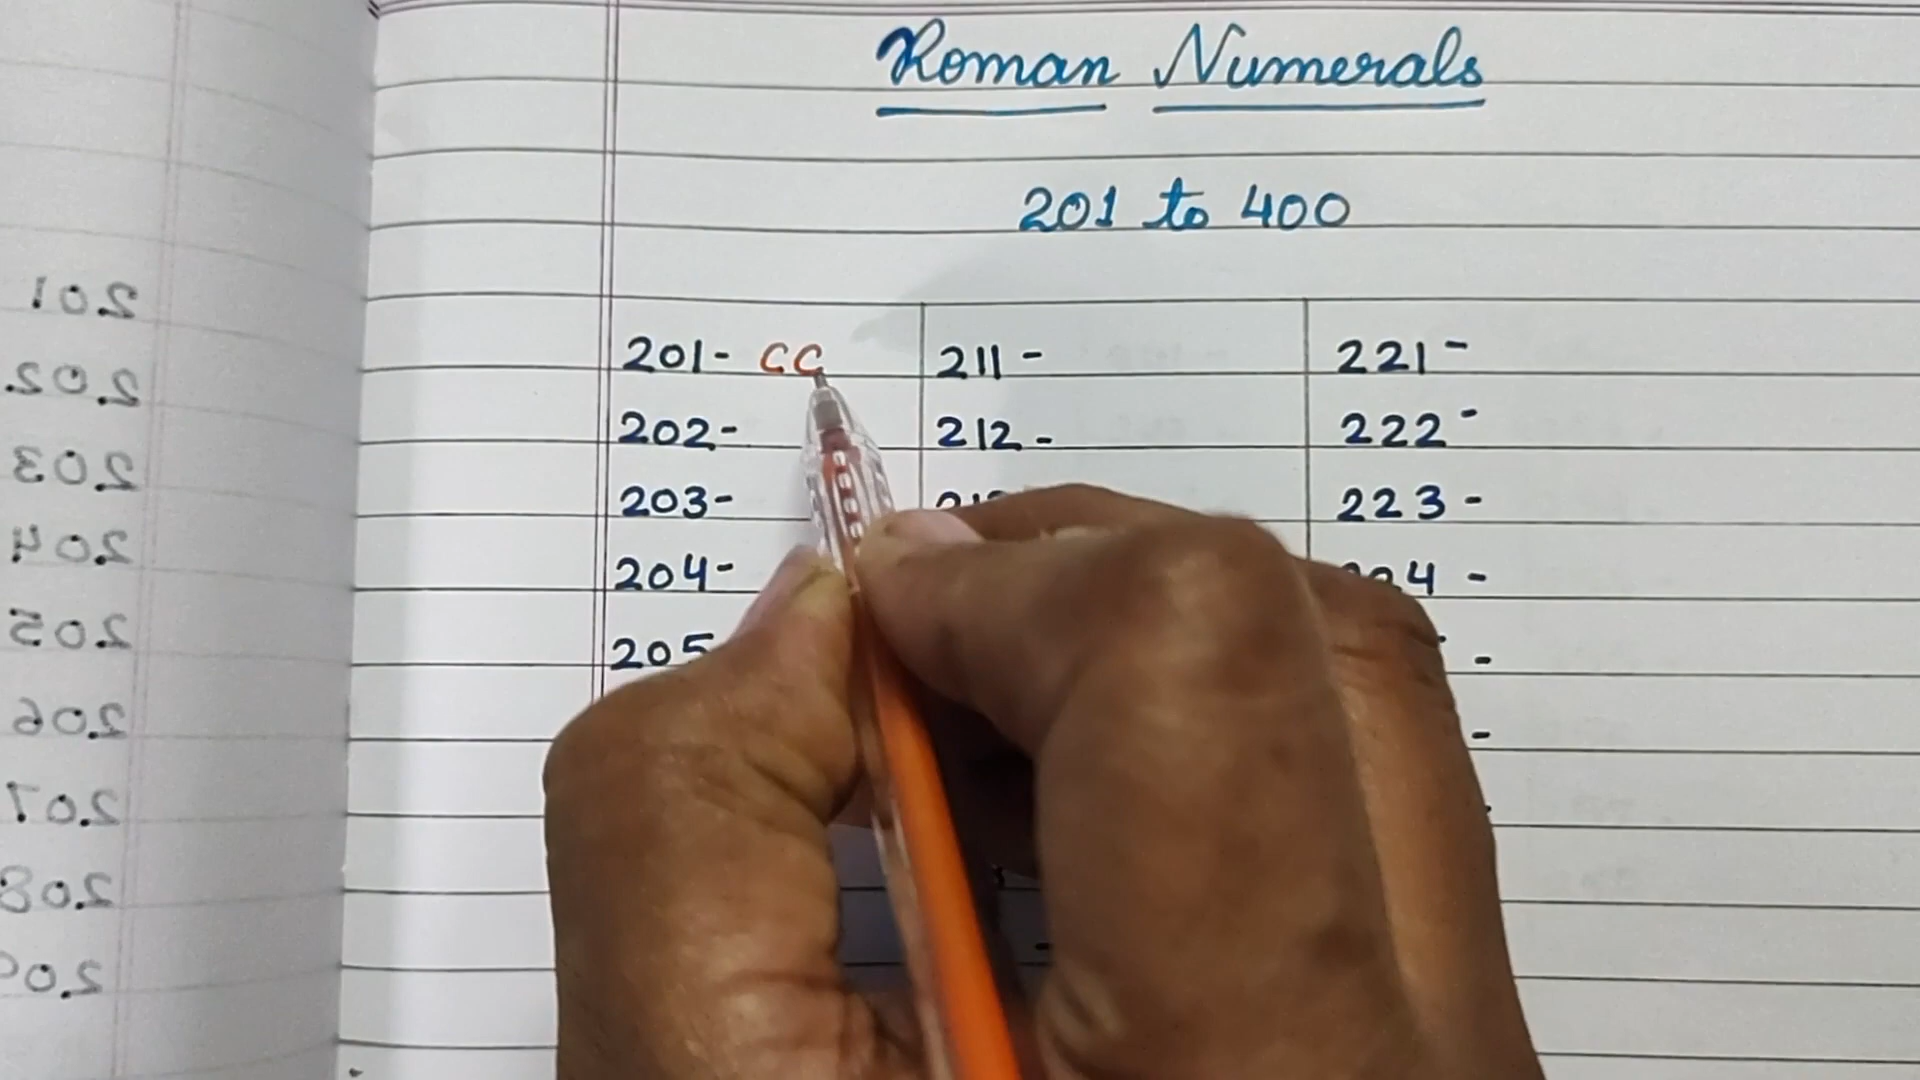 Roman Numerals
201 to 400
201- CC 211- 221-
202- 212- 222-
203- 223-
204-
205
201
202
203
204
205
206
207
208